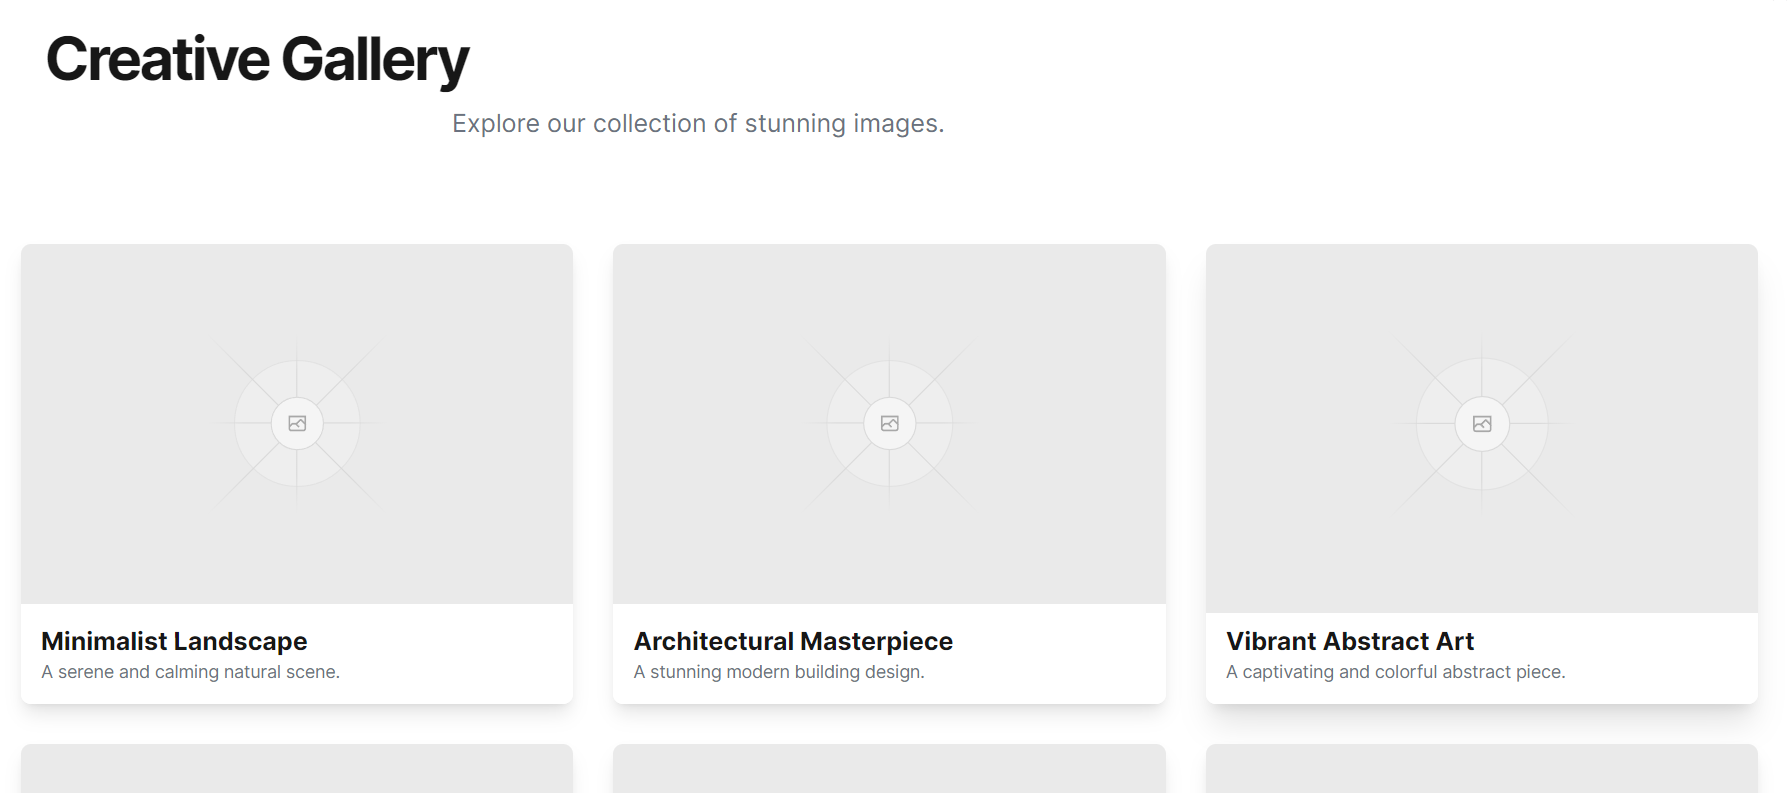 Creative Gallery
Explore our collection of stunning images.
Minimalist Landscape
A serene and calming natural scene.
Architectural Masterpiece
A stunning modern building design.
Vibrant Abstract Art
A captivating and colorful abstract piece.